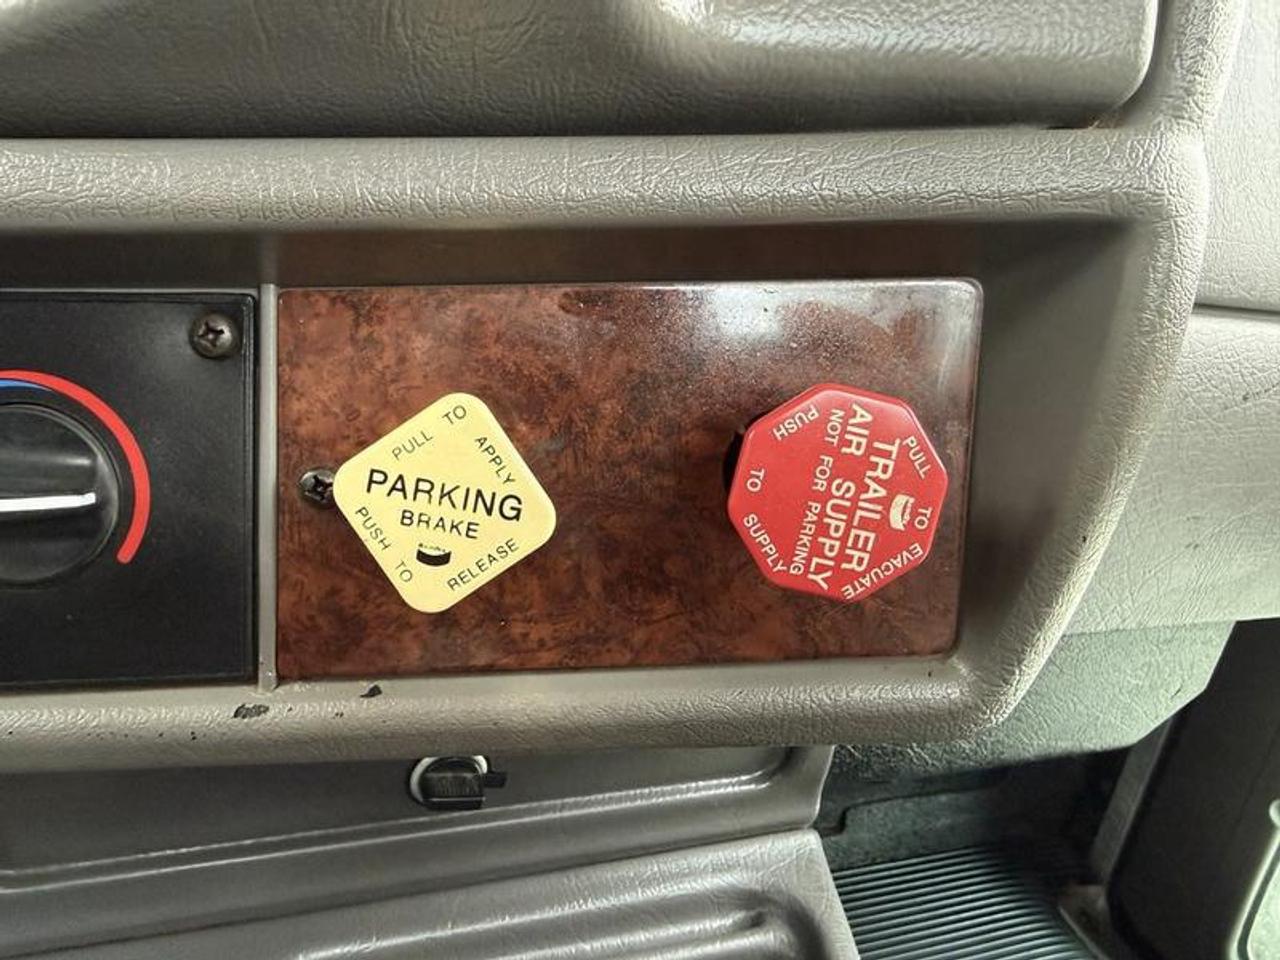 PULL TO APPLY
PARKING
BRAKE
PUSH TO RELEASE
PULL TO EVACUATE
TRAILER
AIR SUPPLY
NOT FOR PARKING
PUSH TO SUPPLY